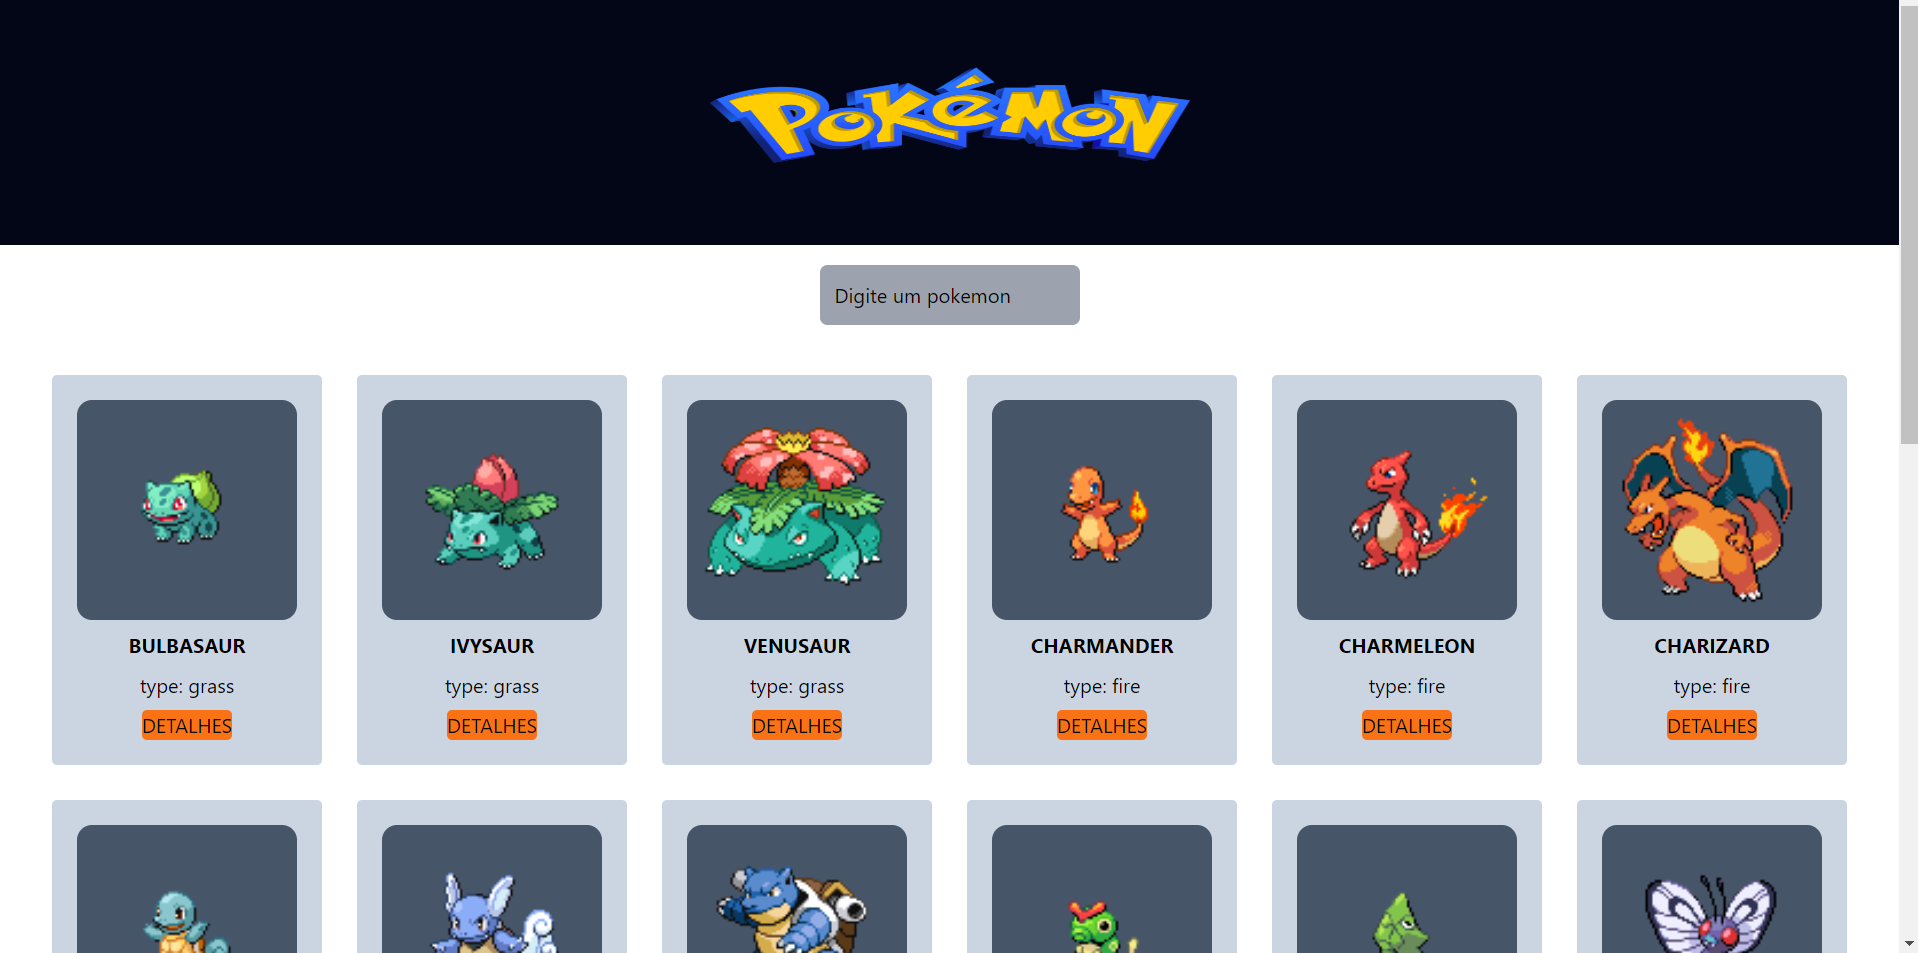 POKéMON
Digite um pokemon
BULBASAUR
type: grass
DETALHES
IVYSAUR
type: grass
DETALHES
VENUSAUR
type: grass
DETALHES
CHARMANDER
type: fire
DETALHES
CHARMELEON
type: fire
DETALHES
CHARIZARD
type: fire
DETALHES